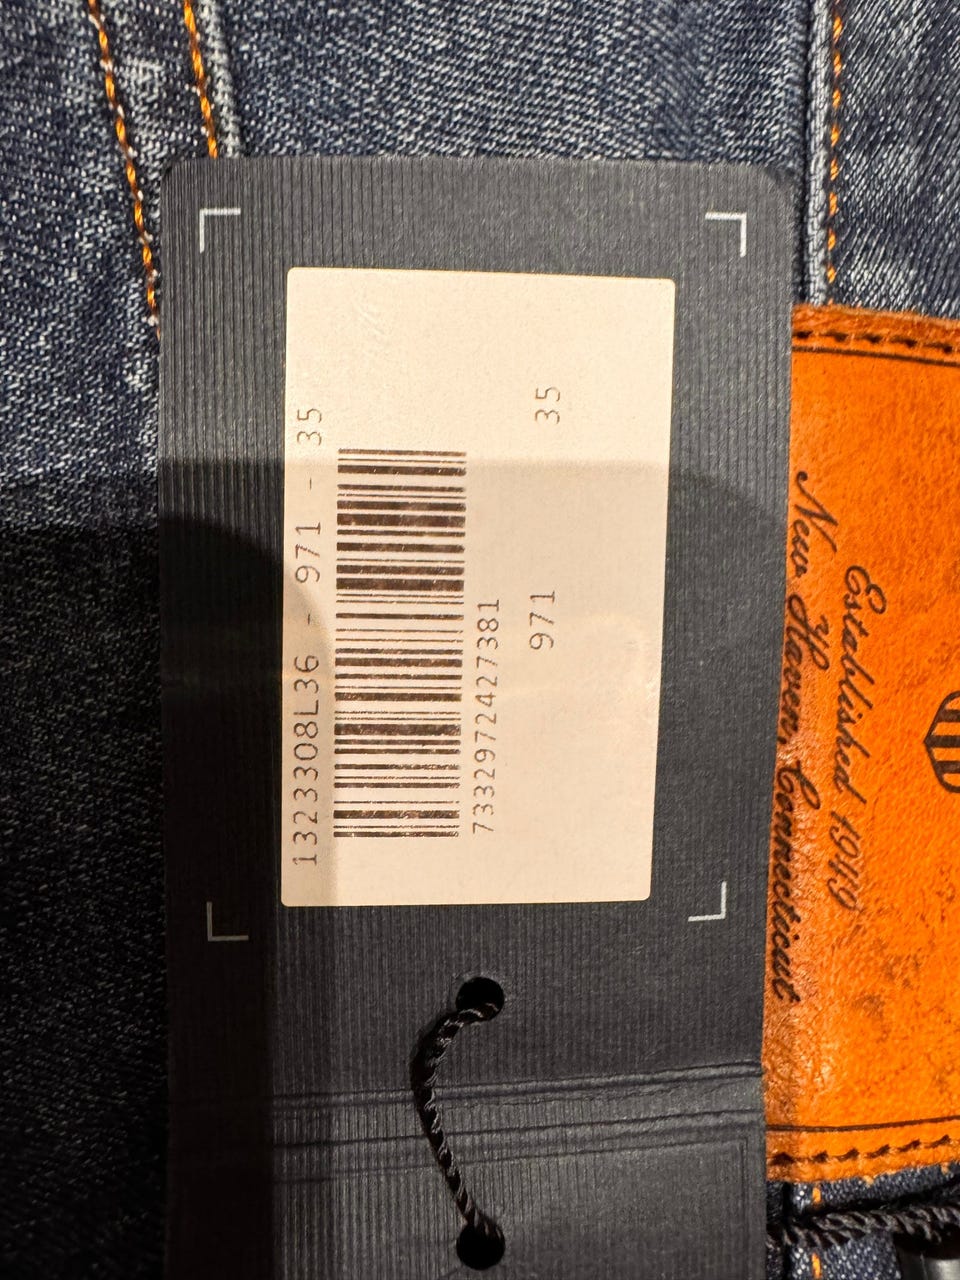 1323308L36 - 971 - 35
7332972427381
971 35
Established 1949
New Haven, Connecticut